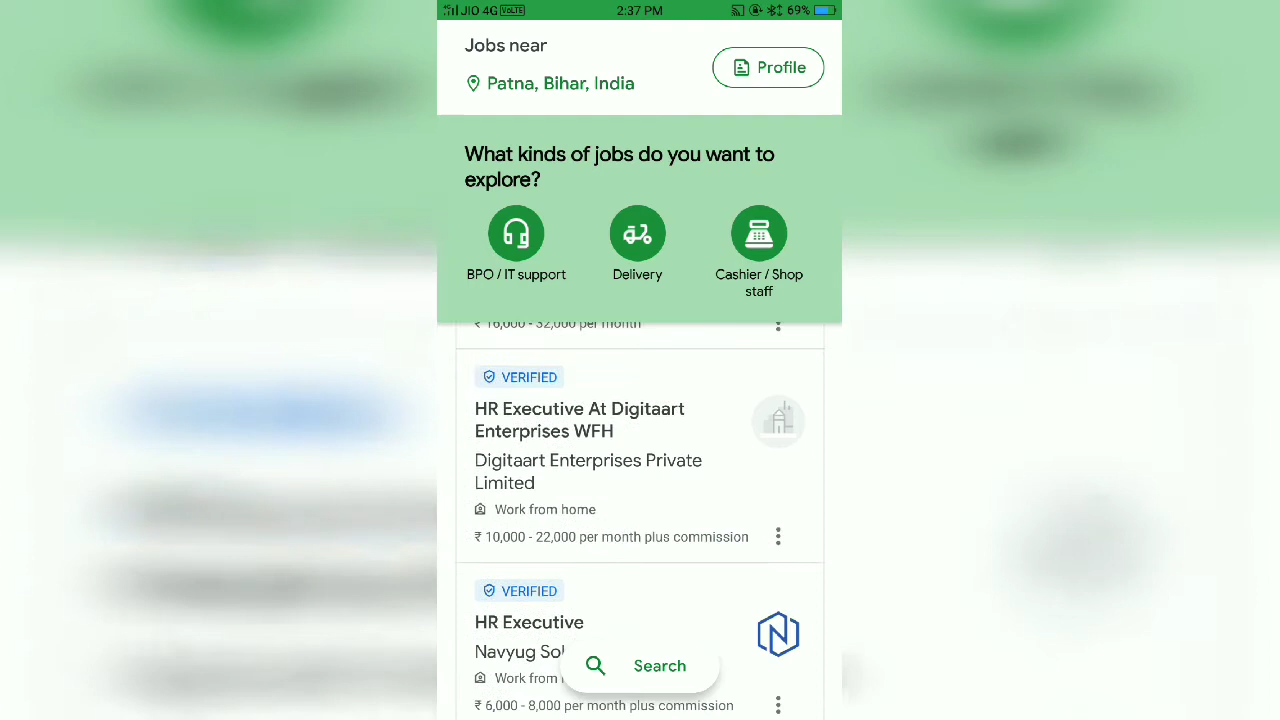 JIO 4G VOLTE 2:37 PM 69%
Jobs near
Profile
Patna, Bihar, India
What kinds of jobs do you want to
explore?
BPO / IT support Delivery Cashier / Shop
staff
₹ 16,000 - 32,000 per month
VERIFIED
HR Executive At Digitaart
Enterprises WFH
Digitaart Enterprises Private
Limited
Work from home
₹ 10,000 - 22,000 per month plus commission
VERIFIED
HR Executive
Navyug
Search
Work from
₹ 6,000 - 8,000 per month plus commission